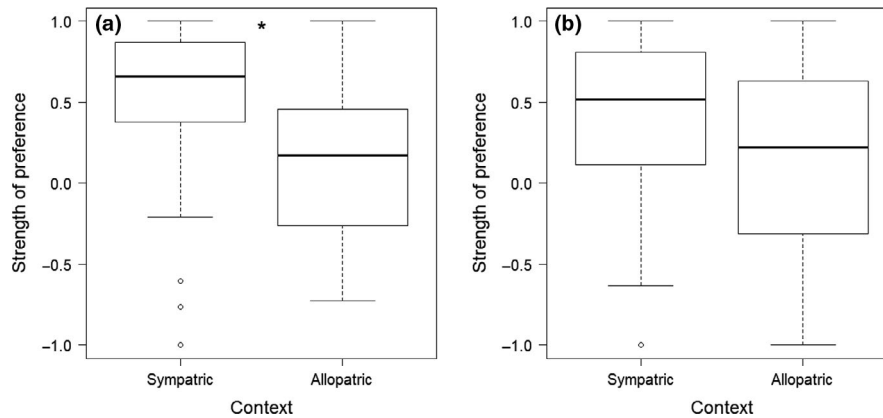 (a)
*
Strength of preference
1.0
0.5
0.0
−0.5
−1.0
Sympatric Allopatric
Context
(b)
Strength of preference
1.0
0.5
0.0
−0.5
−1.0
Sympatric Allopatric
Context